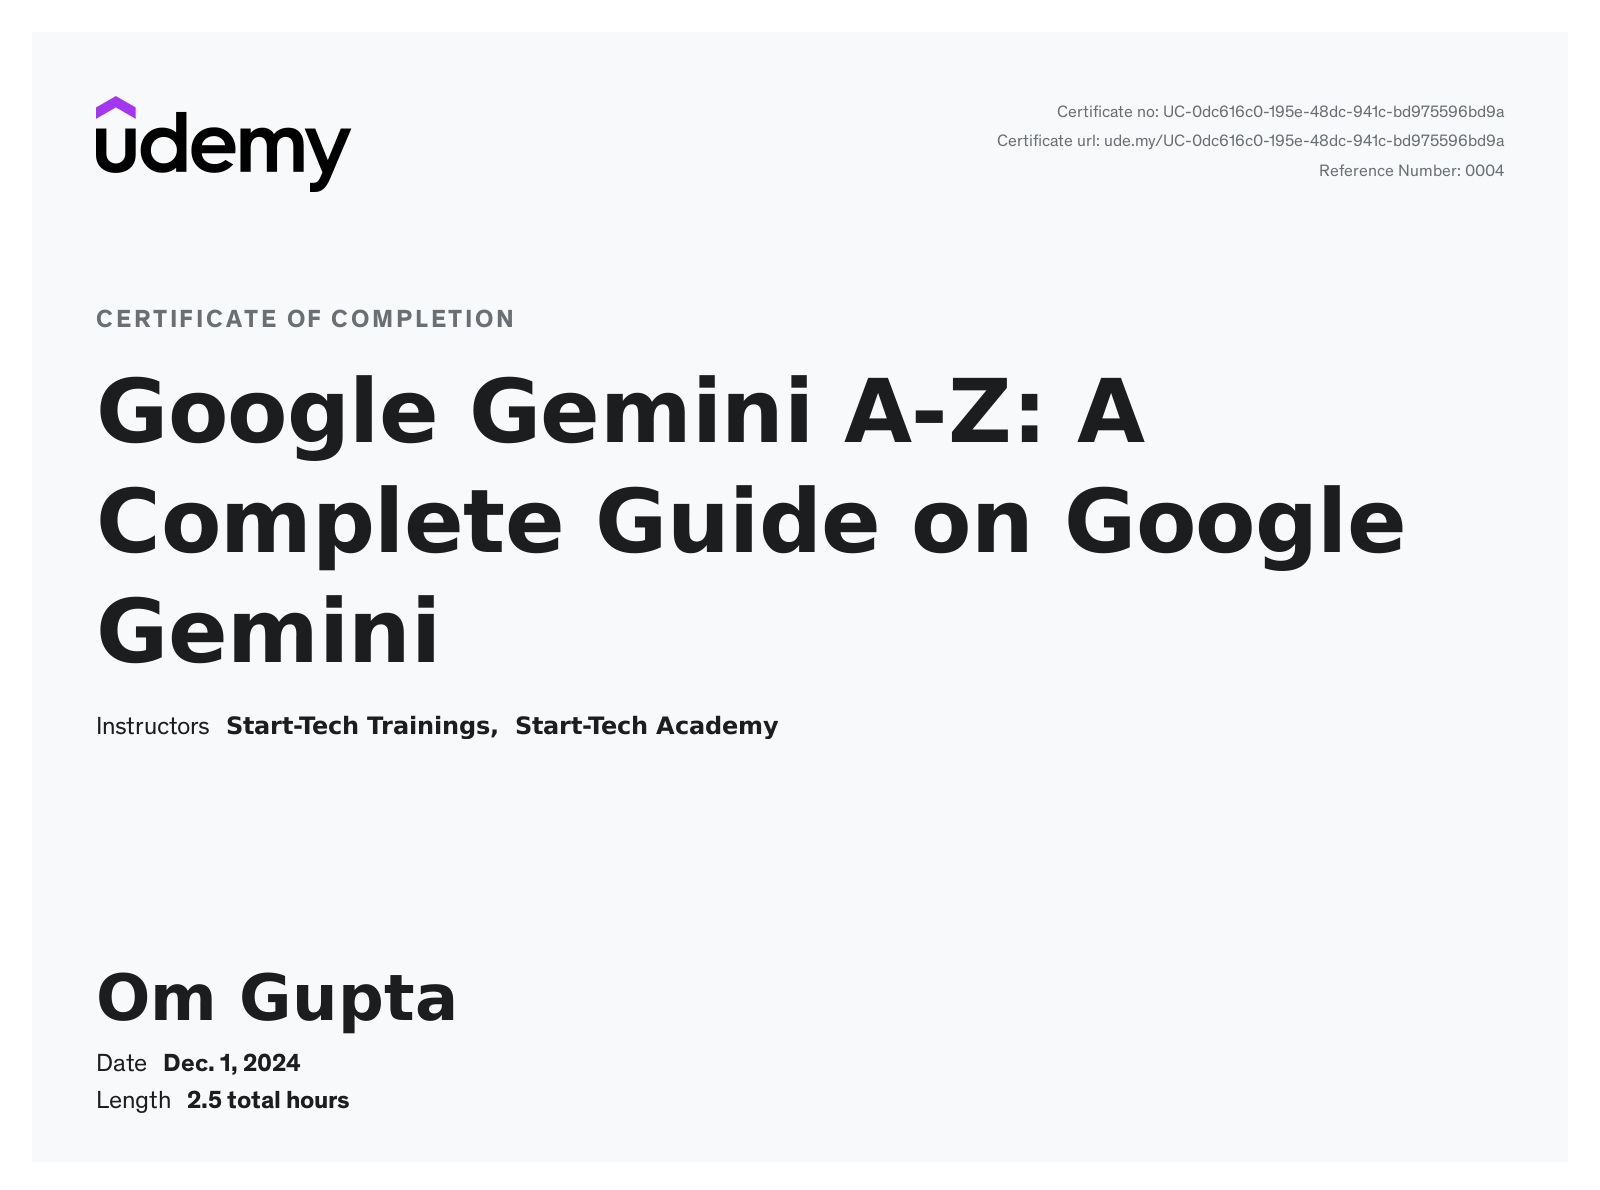 udemy
Certificate no: UC-0dc616c0-195e-48dc-941c-bd975596bd9a
Certificate url: ude.my/UC-0dc616c0-195e-48dc-941c-bd975596bd9a
Reference Number: 0004
CERTIFICATE OF COMPLETION
Google Gemini A-Z: A
Complete Guide on Google
Gemini
Instructors Start-Tech Trainings, Start-Tech Academy
Om Gupta
Date Dec. 1, 2024
Length 2.5 total hours